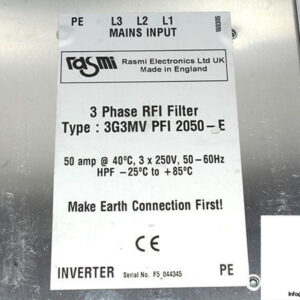 PE L3 L2 L1
MAINS INPUT
rasmi
Rasmi Electronics Ltd UK
Made in England
3 Phase RFI Filter
Type : 3G3MV PFI 2050-E
50 amp @ 40°C, 3 x 250V, 50-60Hz
HPF -25°C to +85°C
Make Earth Connection First!
CE
INVERTER Serial No. F5_044345 PE